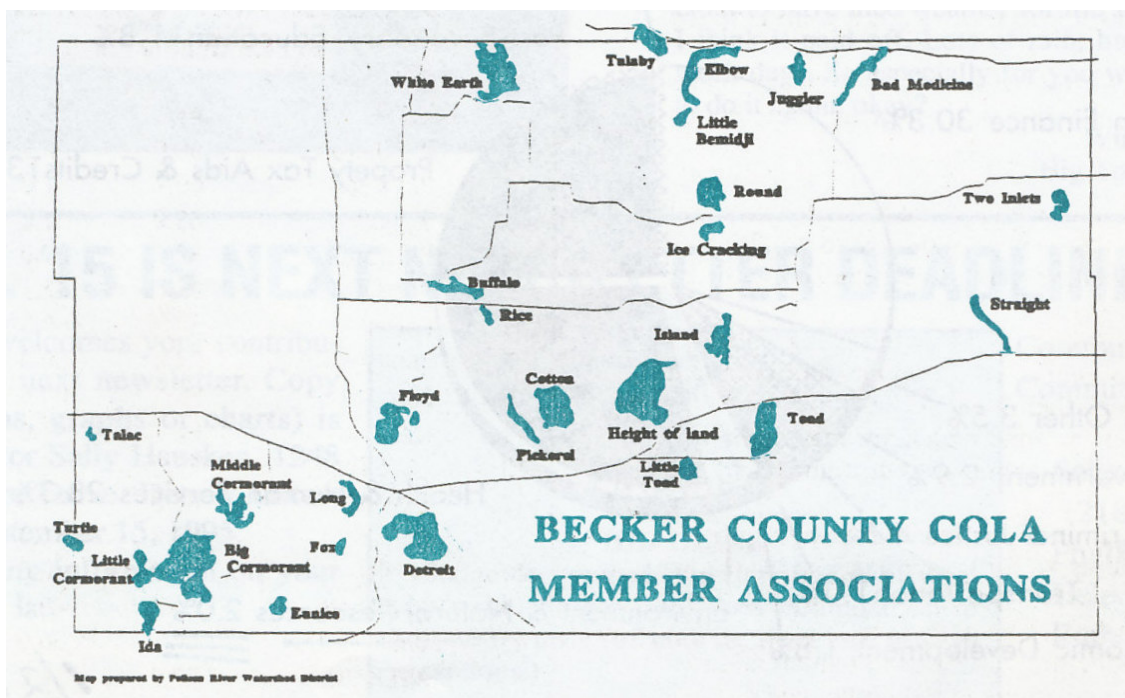 White Earth
Tulaby
Elbow
Juggler
Bad Medicine
Little
Bemidji
Round
Two Inlets
Ice Cracking
Buffalo
Rice
Straight
Island
Cotton
Floyd
Height of land
Toad
Talac
Pickerel
Middle
Cormorant
Little
Toad
Long
Turtle
Little
Cormorant
Big
Cormorant
Fox
Detroit
BECKER COUNTY COLA
MEMBER ASSOCIATIONS
Eunice
Ida
Map prepared by Pelican River Watershed District